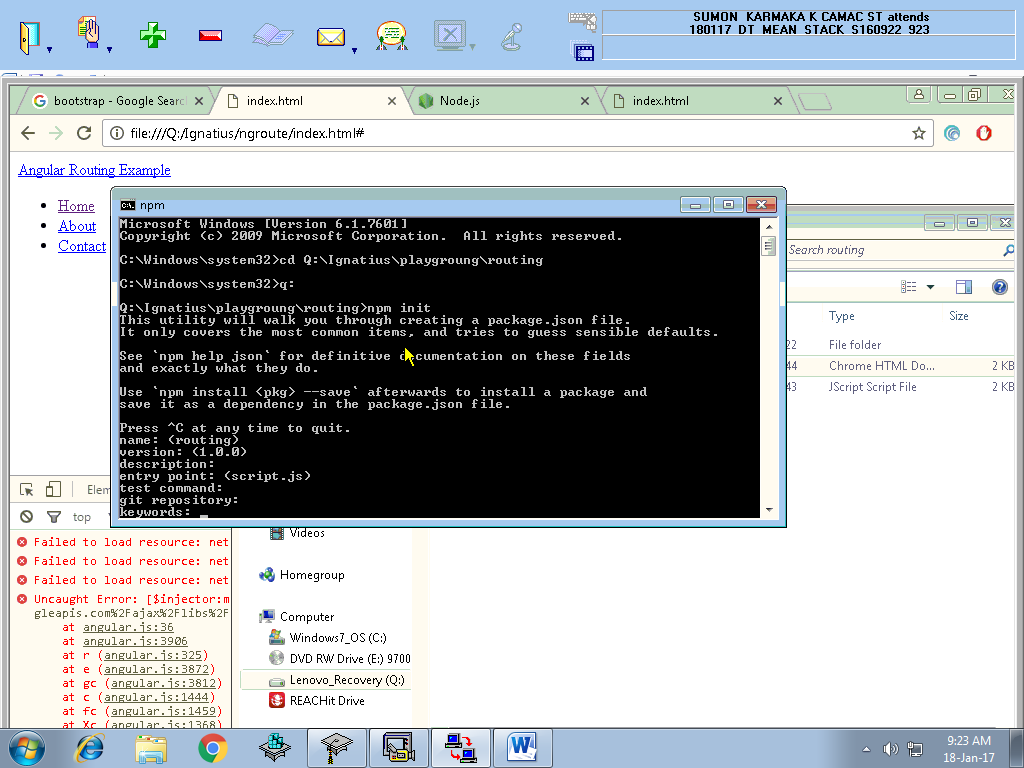 SUMON KARMAKA K CAMAC ST attends
180117 DT MEAN STACK S160922 923
bootstrap - Google Searc
index.html
Node.js
index.html
file:///Q:/Ignatius/ngroute/index.html#
Angular Routing Example
Home
About
Contact
npm
Microsoft Windows [Version 6.1.7601]
Copyright (c) 2009 Microsoft Corporation. All rights reserved.
C:\Windows\system32>cd Q:\Ignatius\playgroung\routing
C:\Windows\system32>q:
Q:\Ignatius\playgroung\routing>npm init
This utility will walk you through creating a package.json file.
It only covers the most common items, and tries to guess sensible defaults.
See `npm help json` for definitive documentation on these fields
and exactly what they do.
Use `npm install <pkg> --save` afterwards to install a package and
save it as a dependency in the package.json file.
Press ^C at any time to quit.
name: (routing)
version: (1.0.0)
description:
entry point: (script.js)
test command:
git repository:
keywords: _
Search routing
Type Size
22 File folder
44 Chrome HTML Do... 2 KB
43 JScript Script File 2 KB
Elem
top
Failed to load resource: net
Failed to load resource: net
Failed to load resource: net
Uncaught Error: [$injector:m
gleapis.com%2Fajax%2Flibs%2F
at angular.js:36
at angular.js:3906
at r (angular.js:325)
at e (angular.js:3872)
at gc (angular.js:3812)
at c (angular.js:1444)
at fc (angular.js:1459)
at Xc (angular.js:1368)
Videos
Homegroup
Computer
Windows7_OS (C:)
DVD RW Drive (E:) 9700
Lenovo_Recovery (Q:)
REACHit Drive
9:23 AM
18-Jan-17